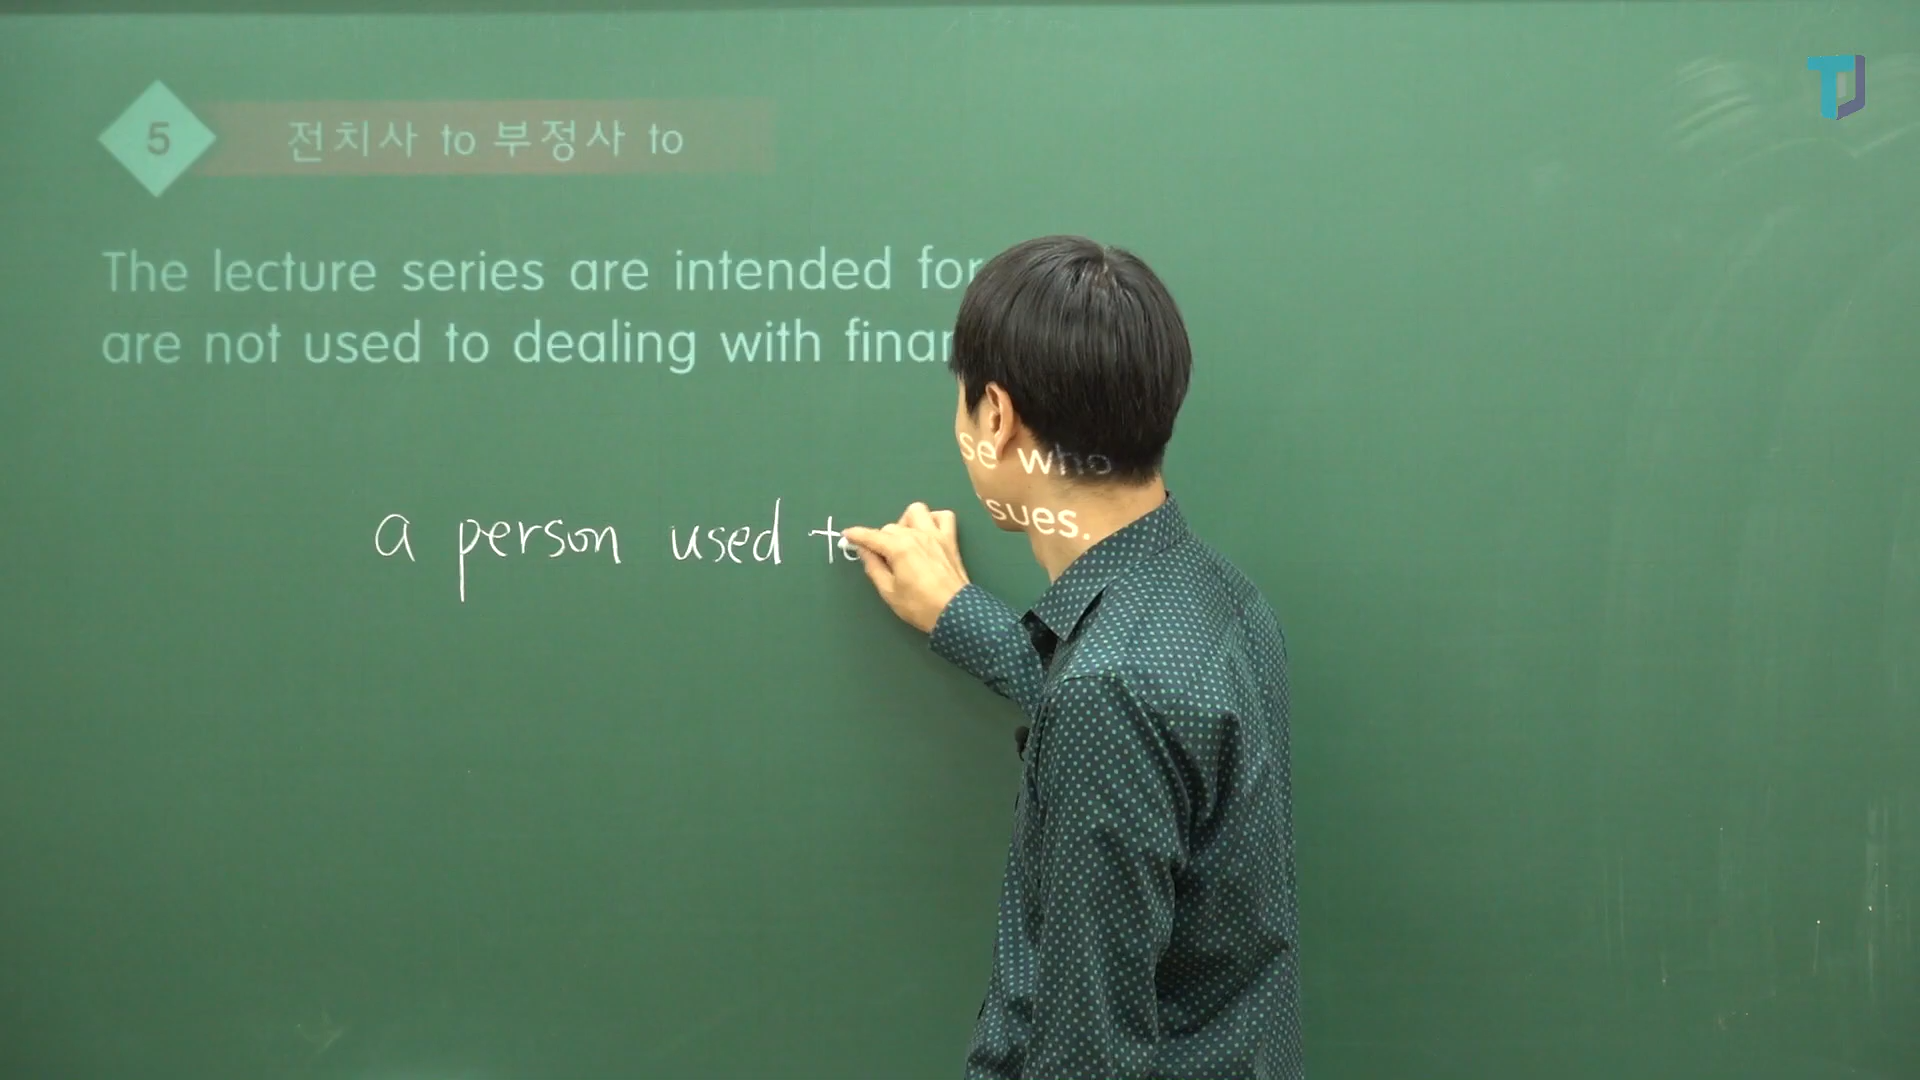 5
전치사 to 부정사 to
The lecture series are intended for se who
are not used to dealing with finan sues.
a person used to
TJ